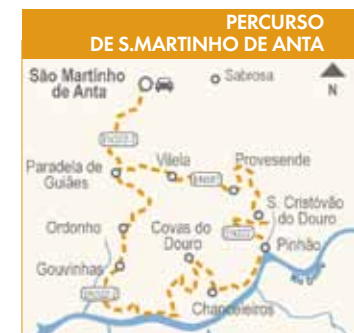 PERCURSO
DE S.MARTINHO DE ANTA
São Martinho
de Anta
Sabrosa
N
Paradela de
Guiães
Vilela
Provesende
S. Cristóvão
do Douro
Ordonho
Covas do
Douro
Pinhão
Gouvinhas
Chanceleiros